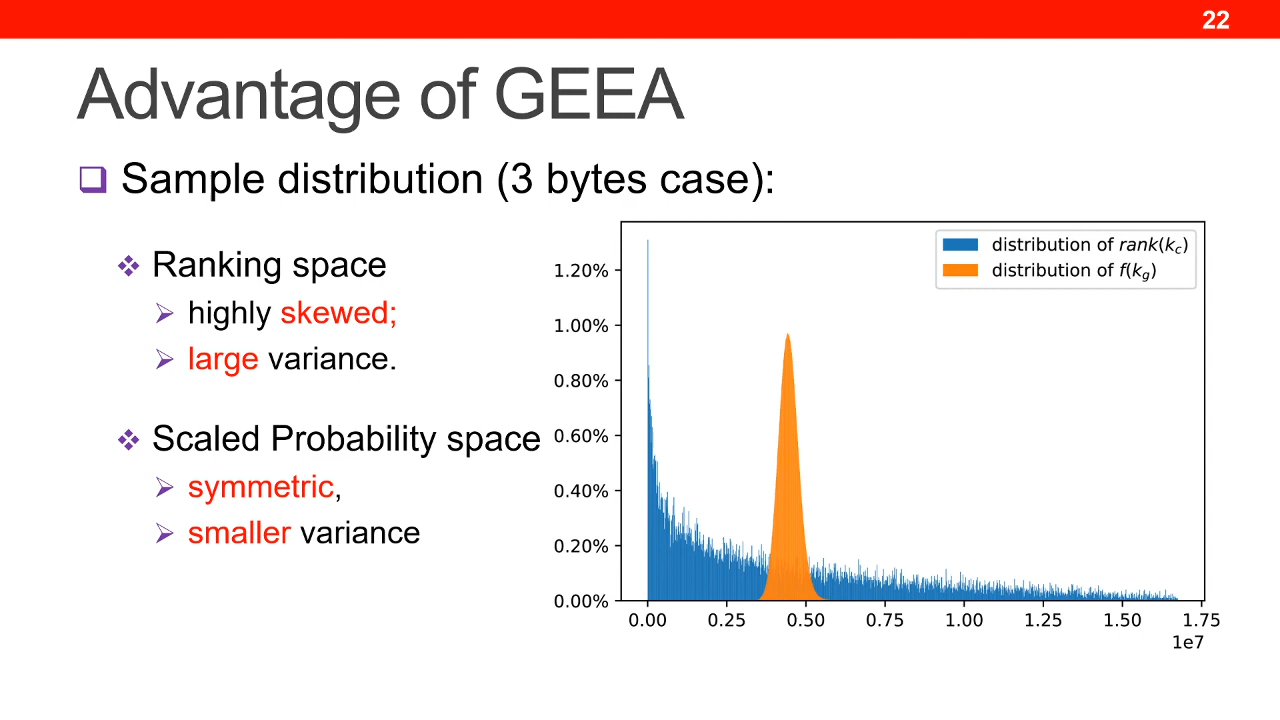 22
Advantage of GEEA
Sample distribution (3 bytes case):
Ranking space
highly skewed;
large variance.
Scaled Probability space
symmetric,
smaller variance
distribution of rank(k_c)
distribution of f(k_g)
1.20%
1.00%
0.80%
0.60%
0.40%
0.20%
0.00%
0.00 0.25 0.50 0.75 1.00 1.25 1.50 1.75
1e7